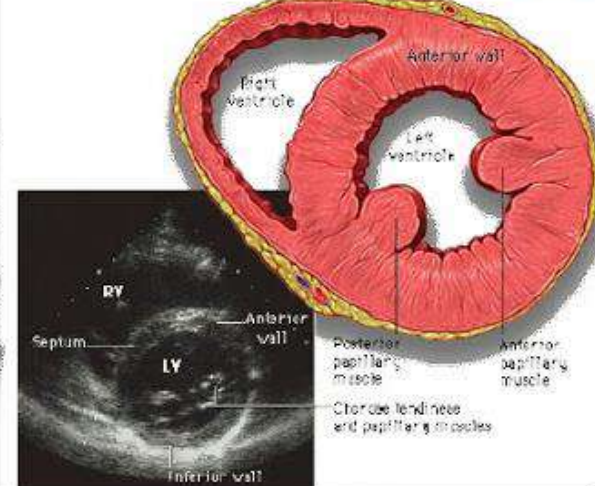 Anterior wall
Right
ventricle
Left
ventricle
RV
Anterior
wall
Septum
LV
Posterior
papillary
muscle
Anterior
papillary
muscle
Chordae tendineae
and papillary muscles
Inferior wall